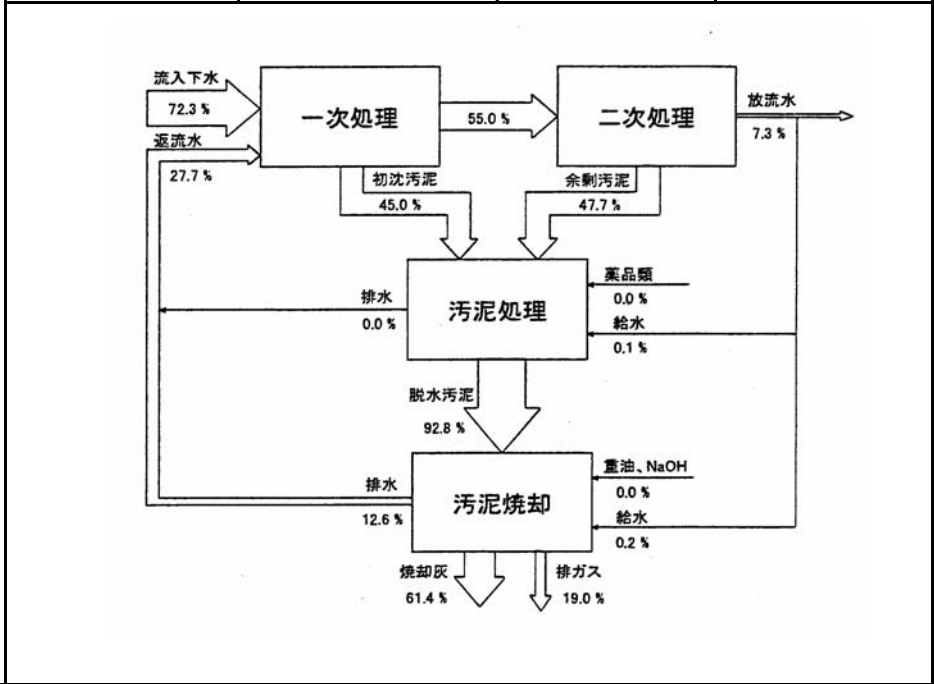 流入下水
72.3 %
一次処理
55.0 %
二次処理
放流水
7.3 %
返流水
27.7 %
初沈汚泥
45.0 %
余剰汚泥
47.7 %
汚泥処理
薬品類
0.0 %
排水
0.0 %
給水
0.1 %
脱水汚泥
92.8 %
汚泥焼却
重油、NaOH
0.0 %
排水
12.6 %
給水
0.2 %
焼却灰
61.4 %
排ガス
19.0 %